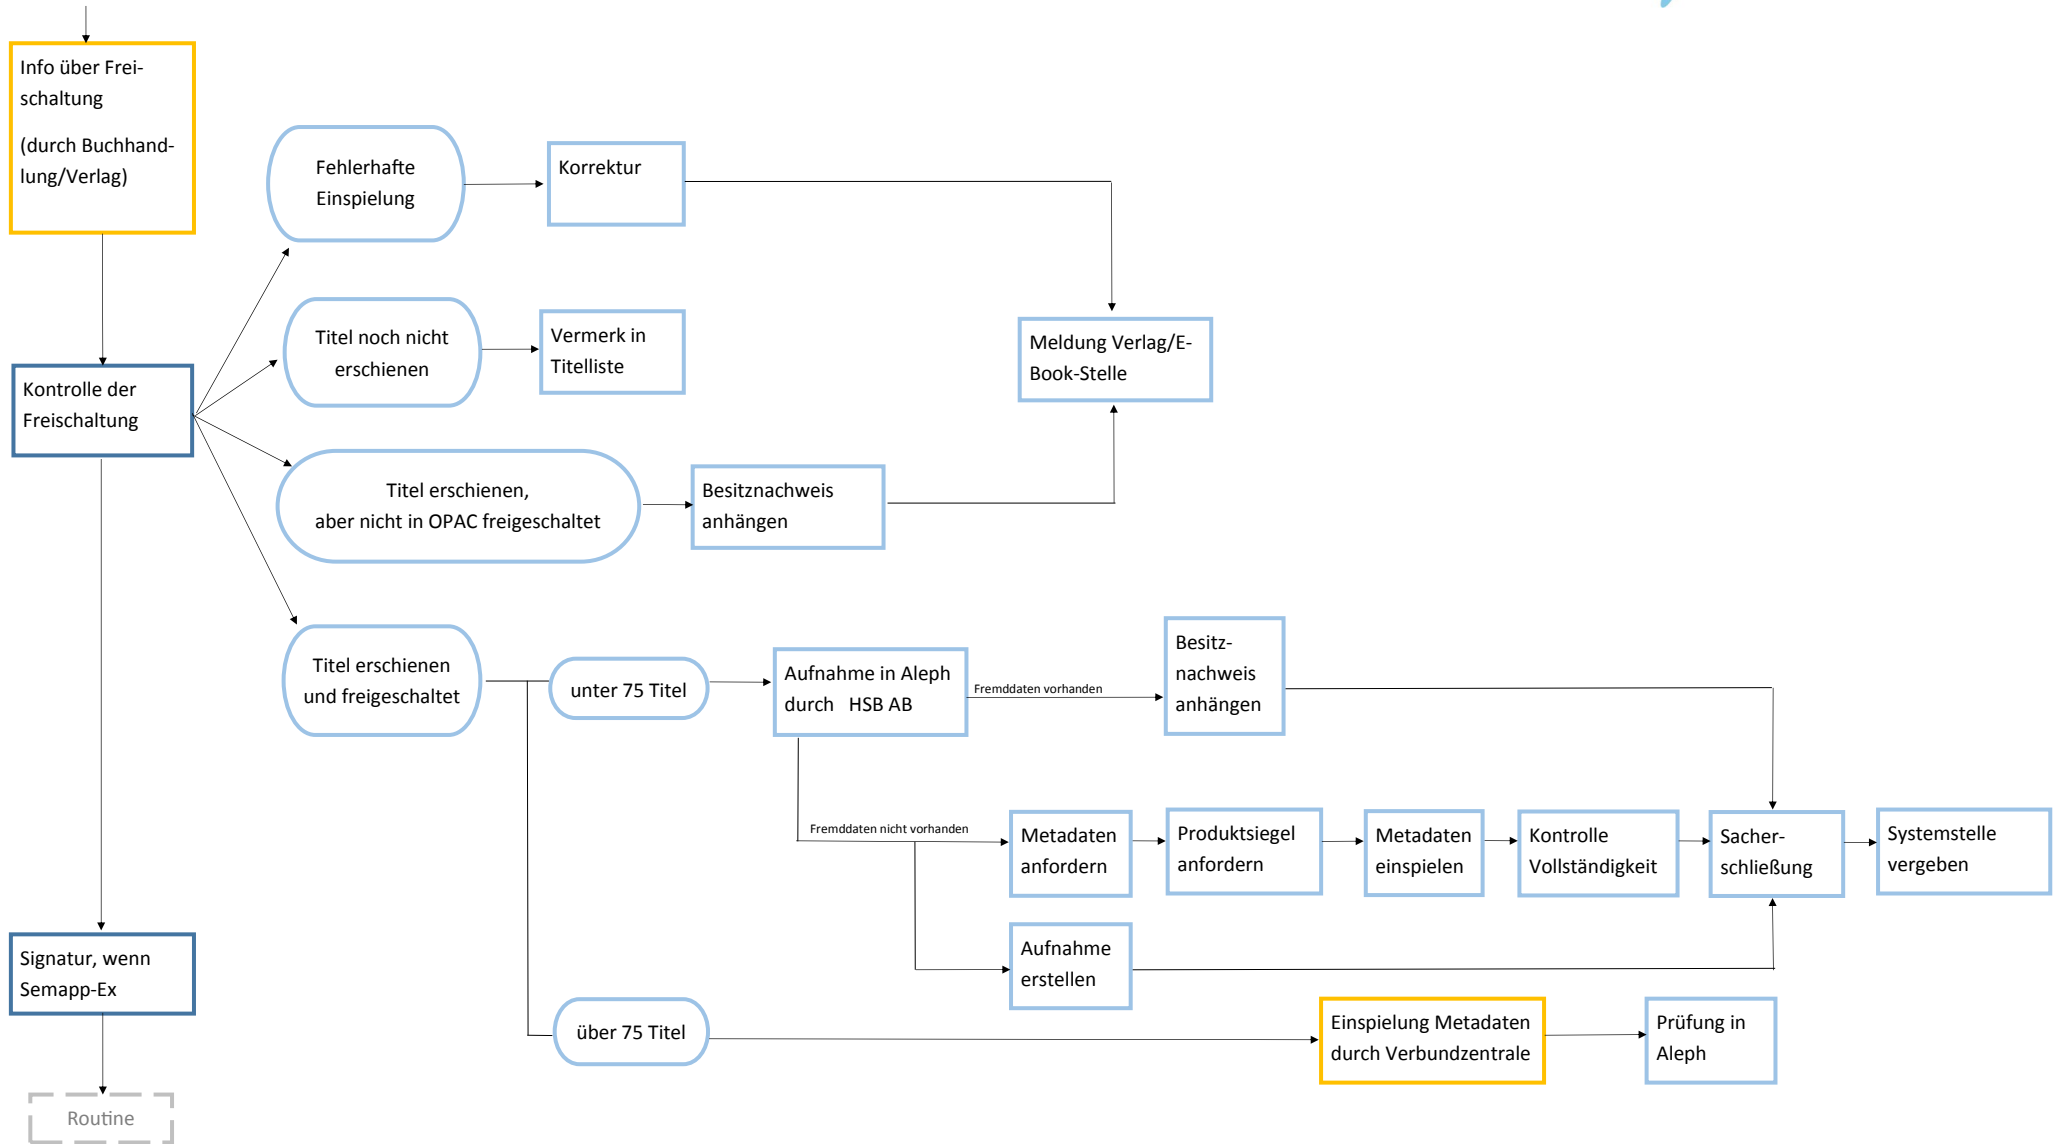 Info über Frei-
schaltung
(durch Buchhand-
lung/Verlag)
Fehlerhafte
Einspielung
Korrektur
Titel noch nicht
erschienen
Vermerk in
Titelliste
Meldung Verlag/E-
Book-Stelle
Kontrolle der
Freischaltung
Titel erschienen,
aber nicht in OPAC freigeschaltet
Besitznachweis
anhängen
Titel erschienen
und freigeschaltet
unter 75 Titel
Aufnahme in Aleph
durch HSB AB
Fremddaten vorhanden
Besitz-
nachweis
anhängen
Fremddaten nicht vorhanden
Metadaten
anfordern
Produktsiegel
anfordern
Metadaten
einspielen
Kontrolle
Vollständigkeit
Sacher-
schließung
Systemstelle
vergeben
Aufnahme
erstellen
Signatur, wenn
Semapp-Ex
über 75 Titel
Einspielung Metadaten
durch Verbundzentrale
Prüfung in
Aleph
Routine